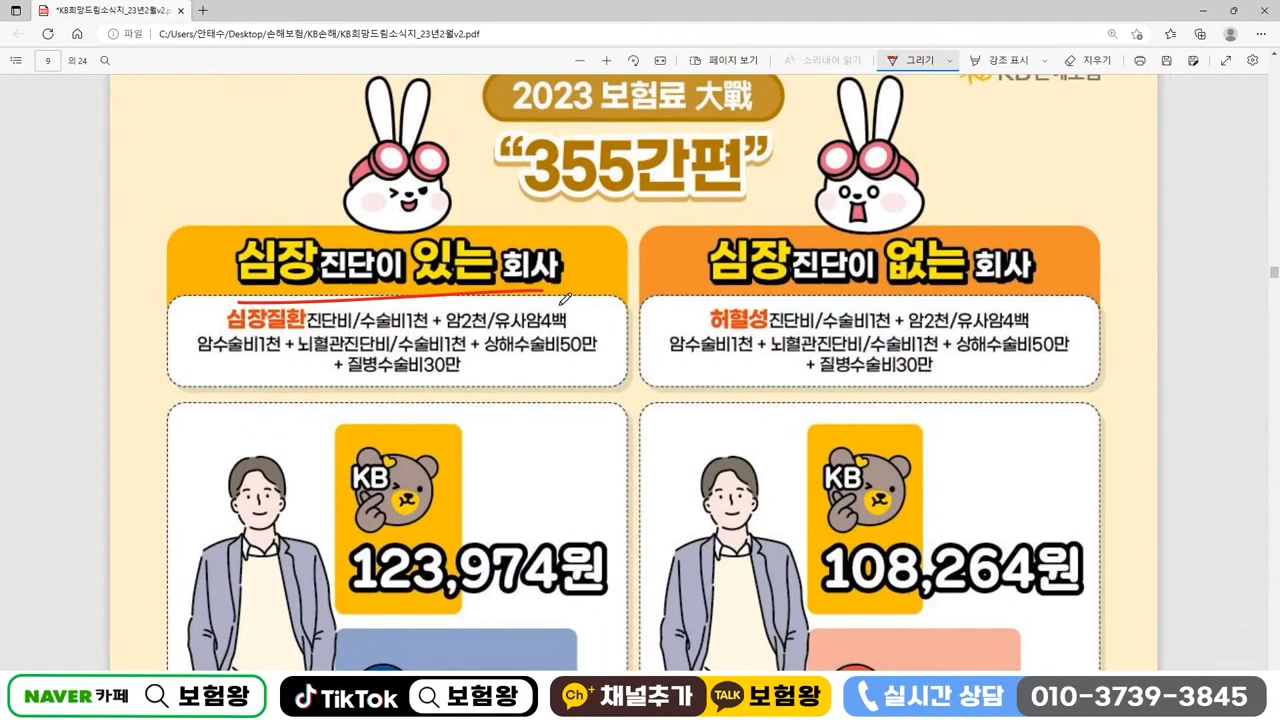 *KB희망드림소식지_23년2월v2.p
파일
C:/Users/안태수/Desktop/손해보험/KB손해/KB희망드림소식지_23년2월v2.pdf
9 의 24
페이지 보기
소리내어 읽기
그리기
강조 표시
지우기
2023 보험료 大戰
“355간편”
심장진단이 있는 회사
심장질환진단비/수술비1천 + 암2천/유사암4백
암수술비1천 + 뇌혈관진단비/수술비1천 + 상해수술비50만
+ 질병수술비30만
KB
123,974원
심장진단이 없는 회사
허혈성진단비/수술비1천 + 암2천/유사암4백
암수술비1천 + 뇌혈관진단비/수술비1천 + 상해수술비50만
+ 질병수술비30만
KB
108,264원
NAVER 카페 보험왕
TikTok 보험왕
Ch+ 채널추가 TALK 보험왕
실시간 상담 010-3739-3845